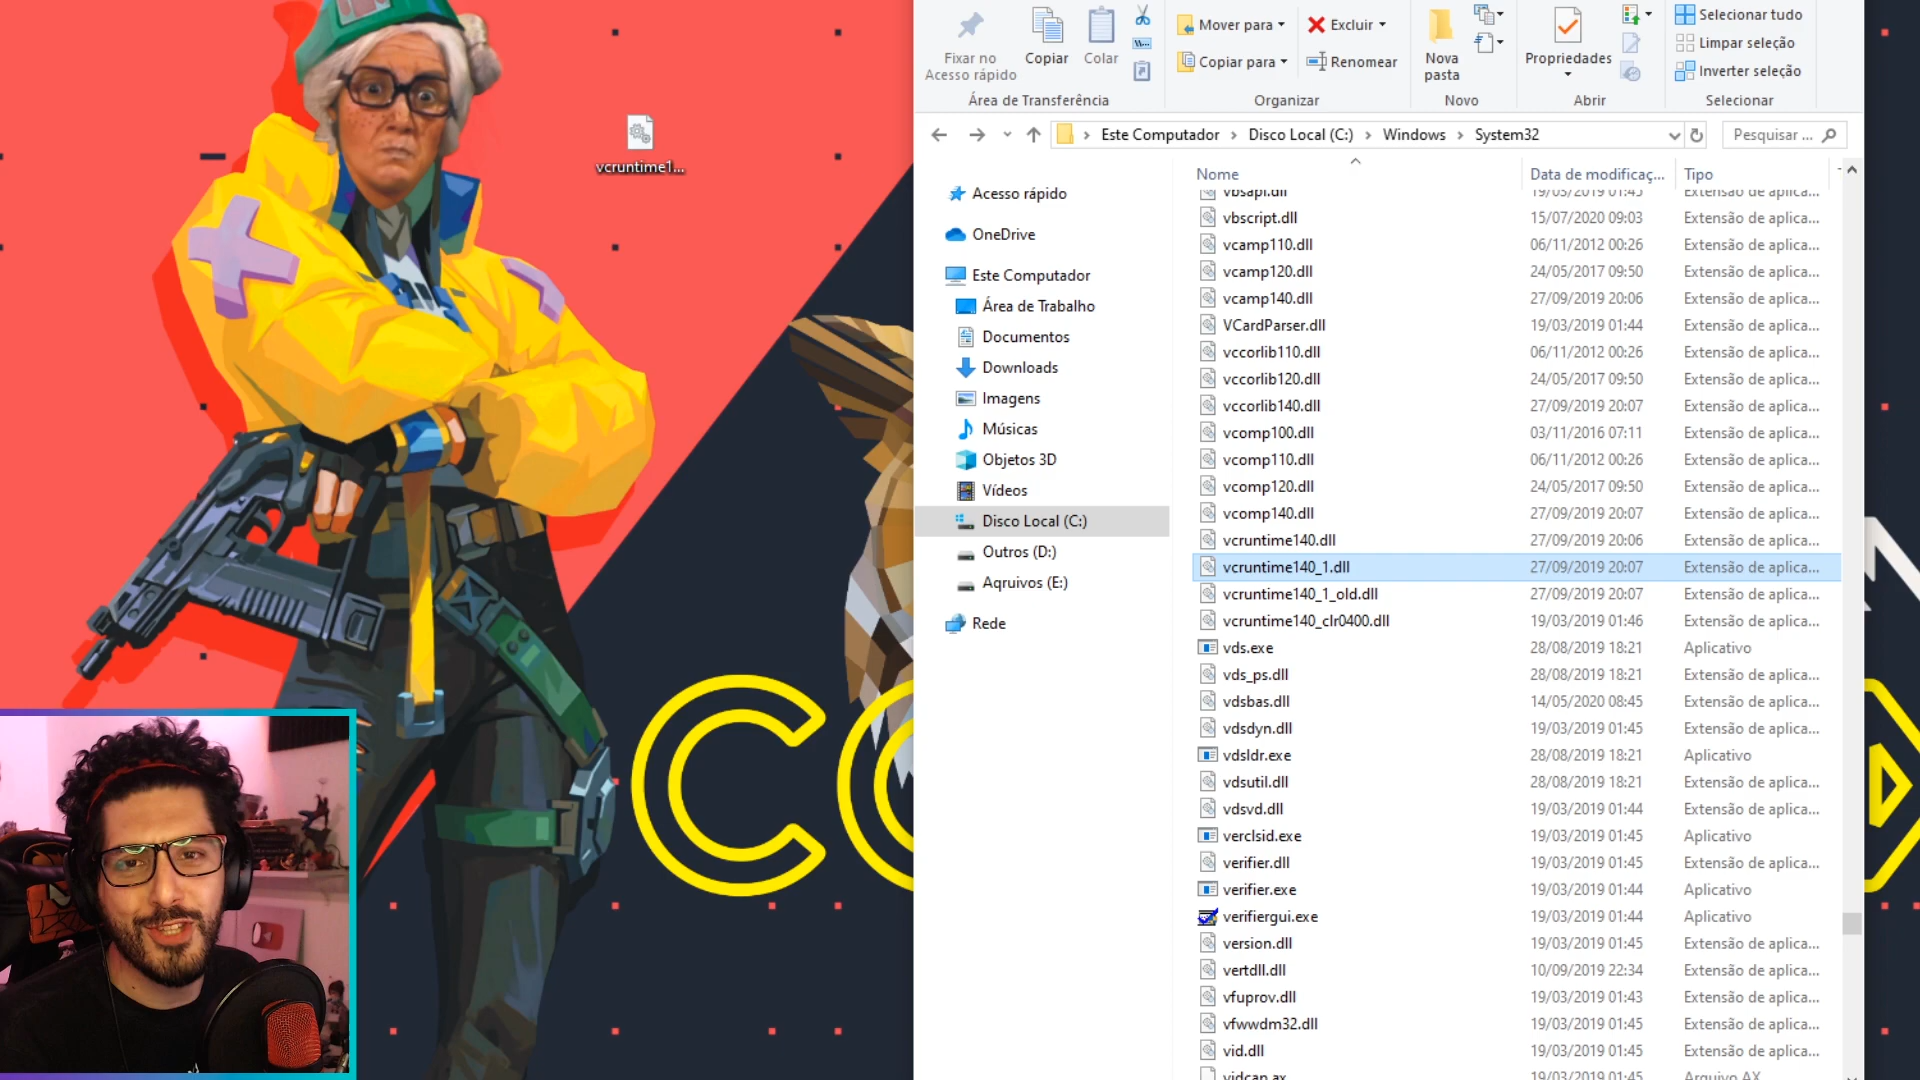 vcruntime1...
Fixar no
Acesso rápido
Copiar
Colar
Área de Transferência
Mover para
Copiar para
Excluir
Renomear
Organizar
Nova
pasta
Novo
Propriedades
Abrir
Selecionar tudo
Limpar seleção
Inverter seleção
Selecionar
Este Computador > Disco Local (C:) > Windows > System32
Pesquisar ...
Acesso rápido
OneDrive
Este Computador
Área de Trabalho
Documentos
Downloads
Imagens
Músicas
Objetos 3D
Vídeos
Disco Local (C:)
Outros (D:)
Aqruivos (E:)
Rede
Nome Data de modificaç... Tipo
vbsapi.dll 19/03/2019 01:45 Extensão de aplica...
vbscript.dll 15/07/2020 09:03 Extensão de aplica...
vcamp110.dll 06/11/2012 00:26 Extensão de aplica...
vcamp120.dll 24/05/2017 09:50 Extensão de aplica...
vcamp140.dll 27/09/2019 20:06 Extensão de aplica...
VCardParser.dll 19/03/2019 01:44 Extensão de aplica...
vccorlib110.dll 06/11/2012 00:26 Extensão de aplica...
vccorlib120.dll 24/05/2017 09:50 Extensão de aplica...
vccorlib140.dll 27/09/2019 20:07 Extensão de aplica...
vcomp100.dll 03/11/2016 07:11 Extensão de aplica...
vcomp110.dll 06/11/2012 00:26 Extensão de aplica...
vcomp120.dll 24/05/2017 09:50 Extensão de aplica...
vcomp140.dll 27/09/2019 20:07 Extensão de aplica...
vcruntime140.dll 27/09/2019 20:06 Extensão de aplica...
vcruntime140_1.dll 27/09/2019 20:07 Extensão de aplica...
vcruntime140_1_old.dll 27/09/2019 20:07 Extensão de aplica...
vcruntime140_clr0400.dll 19/03/2019 01:46 Extensão de aplica...
vds.exe 28/08/2019 18:21 Aplicativo
vds_ps.dll 28/08/2019 18:21 Extensão de aplica...
vdsbas.dll 14/05/2020 08:45 Extensão de aplica...
vdsdyn.dll 19/03/2019 01:45 Extensão de aplica...
vdsldr.exe 28/08/2019 18:21 Aplicativo
vdsutil.dll 28/08/2019 18:21 Extensão de aplica...
vdsvd.dll 19/03/2019 01:44 Extensão de aplica...
verclsid.exe 19/03/2019 01:45 Aplicativo
verifier.dll 19/03/2019 01:45 Extensão de aplica...
verifier.exe 19/03/2019 01:44 Aplicativo
verifiergui.exe 19/03/2019 01:44 Aplicativo
version.dll 19/03/2019 01:45 Extensão de aplica...
vertdll.dll 10/09/2019 22:34 Extensão de aplica...
vfuprov.dll 19/03/2019 01:43 Extensão de aplica...
vfwwdm32.dll 19/03/2019 01:45 Extensão de aplica...
vid.dll 19/03/2019 01:45 Extensão de aplica...
vidcap.ax 19/03/2019 01:45 Arquivo AX